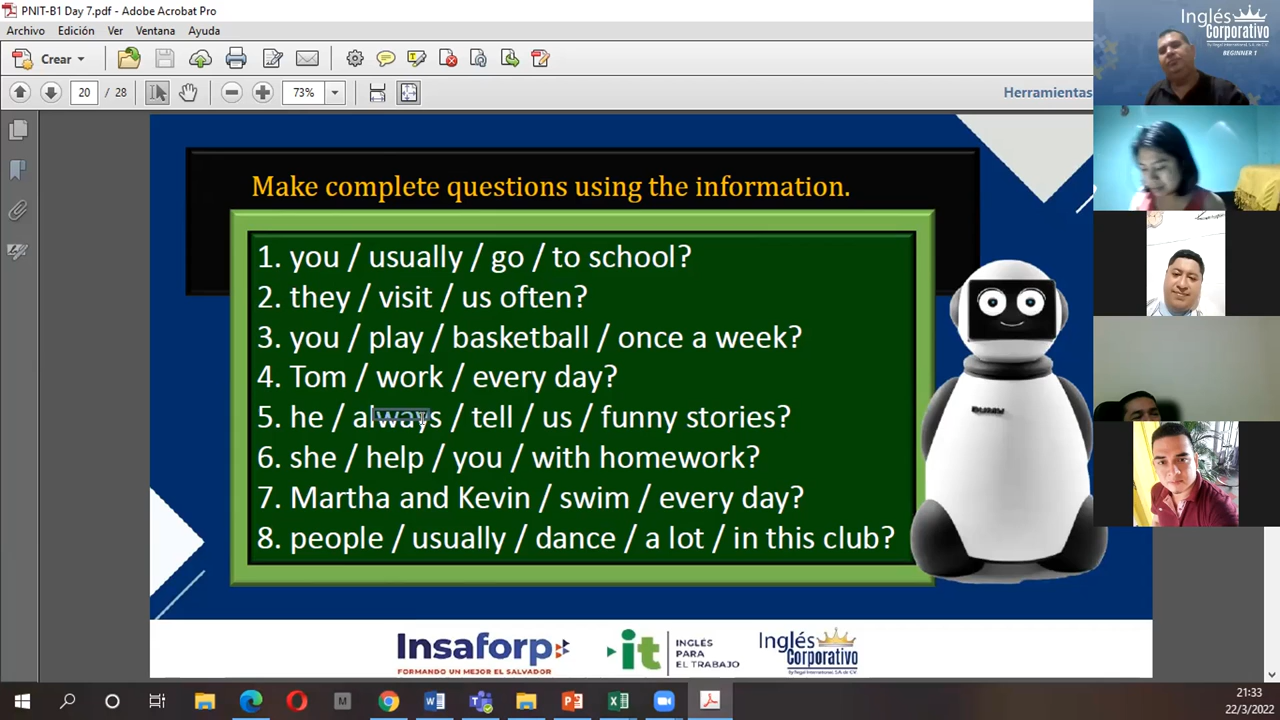 PNIT-B1 Day 7.pdf - Adobe Acrobat Pro
Archivo Edición Ver Ventana Ayuda
Crear
20 / 28
73%
Herramientas
Make complete questions using the information.
1. you / usually / go / to school?
2. they / visit / us often?
3. you / play / basketball / once a week?
4. Tom / work / every day?
5. he / always / tell / us / funny stories?
6. she / help / you / with homework?
7. Martha and Kevin / swim / every day?
8. people / usually / dance / a lot / in this club?
Insaforp
FORMANDO UN MEJOR EL SALVADOR
it
INGLÉS
PARA
EL TRABAJO
Inglés
Corporativo
Inglés
Corporativo
BEGINNER 1
21:33
22/3/2022